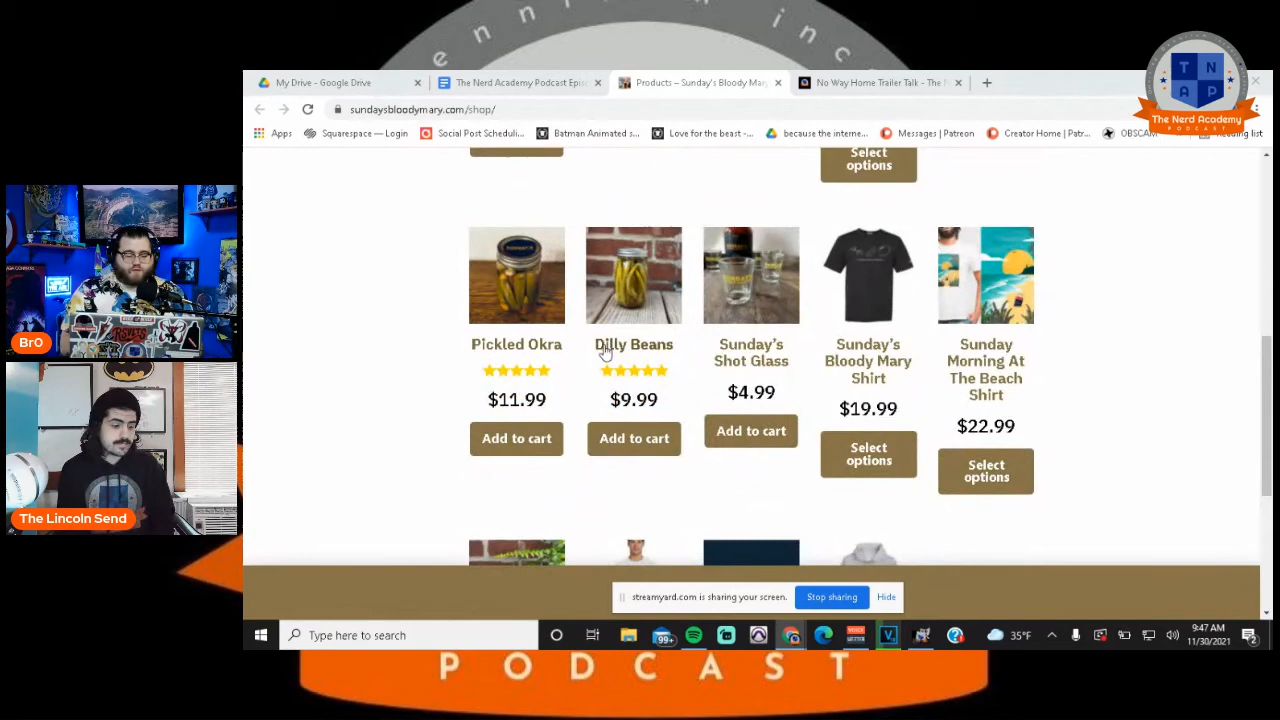 ennial inc
My Drive - Google Drive
The Nerd Academy Podcast Epis
Products – Sunday's Bloody Mary
No Way Home Trailer Talk - The
sundaysbloodymary.com/shop/
Apps
Squarespace — Login
Social Post Scheduli...
Batman Animated s...
Love for the beast -...
because the interne...
Messages | Patreon
Creator Home | Patr...
OBSCAM
Reading list
T N
A P
The Nerd Academy
PODCAST
Select
options
Pickled Okra
$11.99
Add to cart
Dilly Beans
$9.99
Add to cart
Sunday's
Shot Glass
$4.99
Add to cart
Sunday's
Bloody Mary
Shirt
$19.99
Select
options
Sunday
Morning At
The Beach
Shirt
$22.99
Select
options
BrO
The Lincoln Send
streamyard.com is sharing your screen.
Stop sharing
Hide
Type here to search
99+
35°F
9:47 AM
11/30/2021
2
PODCAST